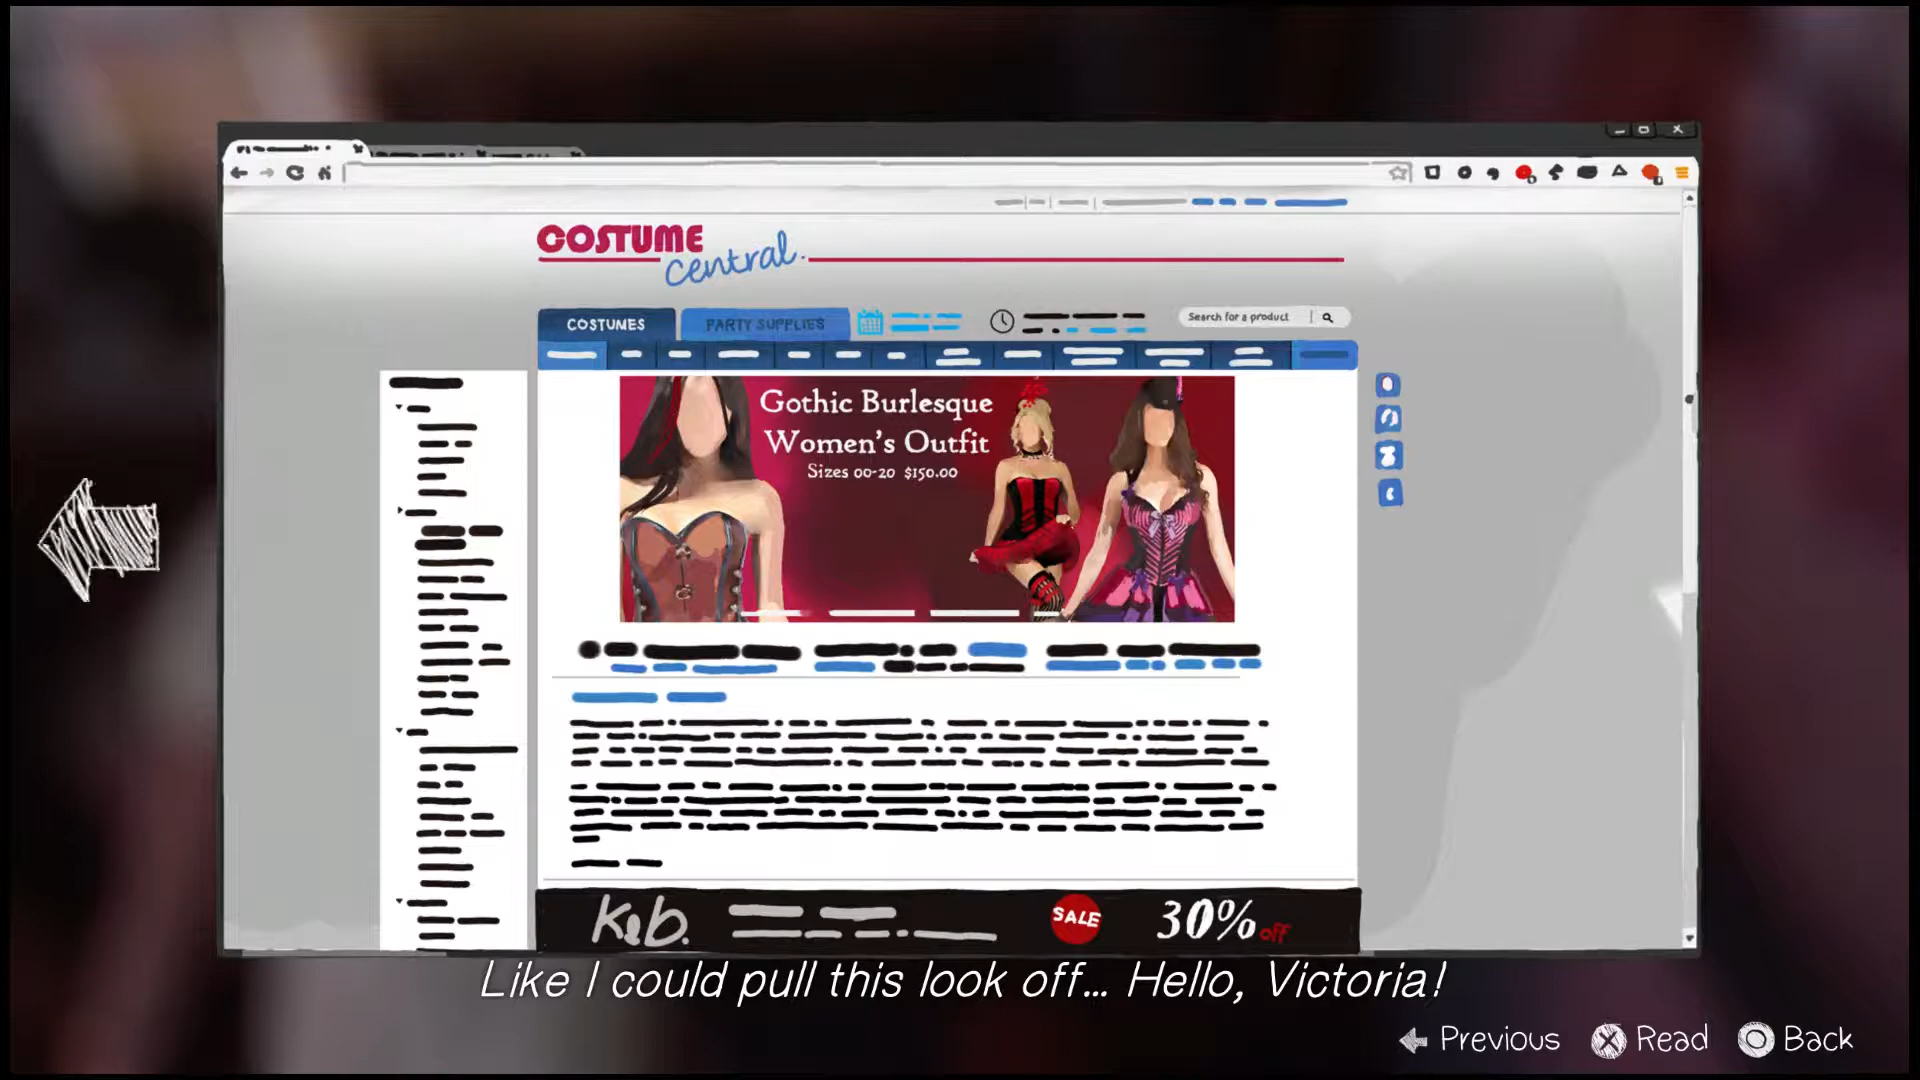 COSTUME
central.
COSTUMES
PARTY SUPPLIES
Search for a product
Gothic Burlesque
Women's Outfit
Sizes 00-20 $150.00
K&b.
SALE
30% off
Like I could pull this look off... Hello, Victoria!
Previous
Read
Back